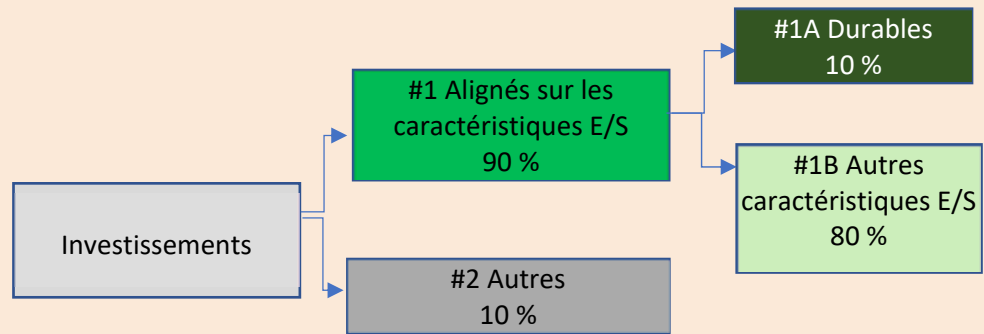 Investissements
#1 Alignés sur les
caractéristiques E/S
90 %
#2 Autres
10 %
#1A Durables
10 %
#1B Autres
caractéristiques E/S
80 %